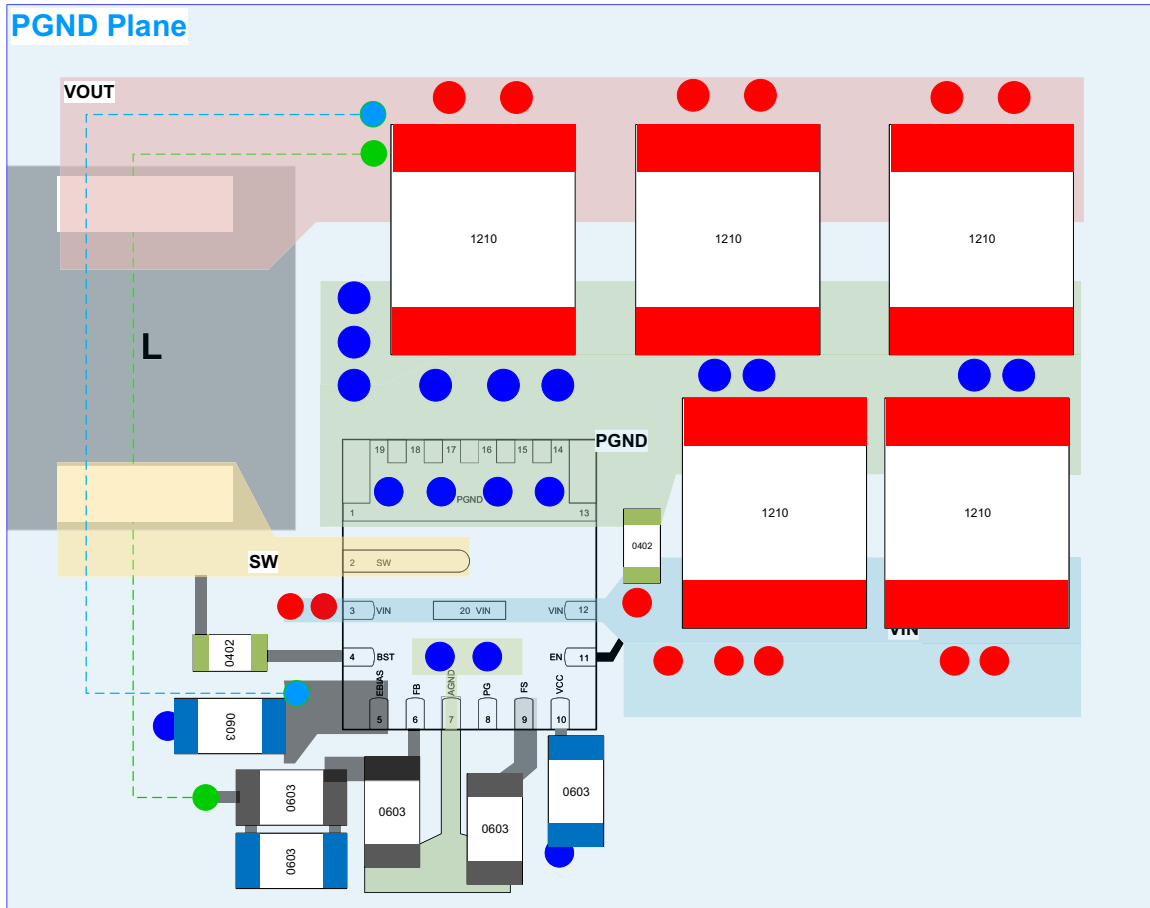 PGND Plane
VOUT
1210
1210
1210
L
PGND
19
18
17
16
15
14
PGND
1
13
1210
1210
0402
2
SW
SW
3
VIN
20 VIN
VIN
12
VIN
0402
4
BST
EN
11
EBIAS
FB
AGND
PG
FS
VCC
5
6
7
8
9
10
0603
0603
0603
0603
0603
0603